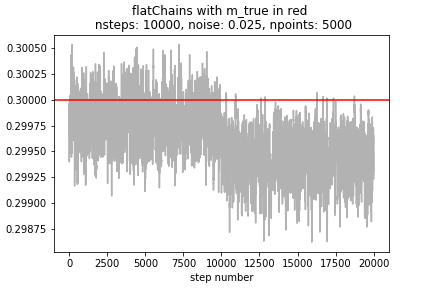 flatChains with m_true in red
nsteps: 10000, noise: 0.025, npoints: 5000
0.30050
0.30025
0.30000
0.29975
0.29950
0.29925
0.29900
0.29875
0 2500 5000 7500 10000 12500 15000 17500 20000
step number